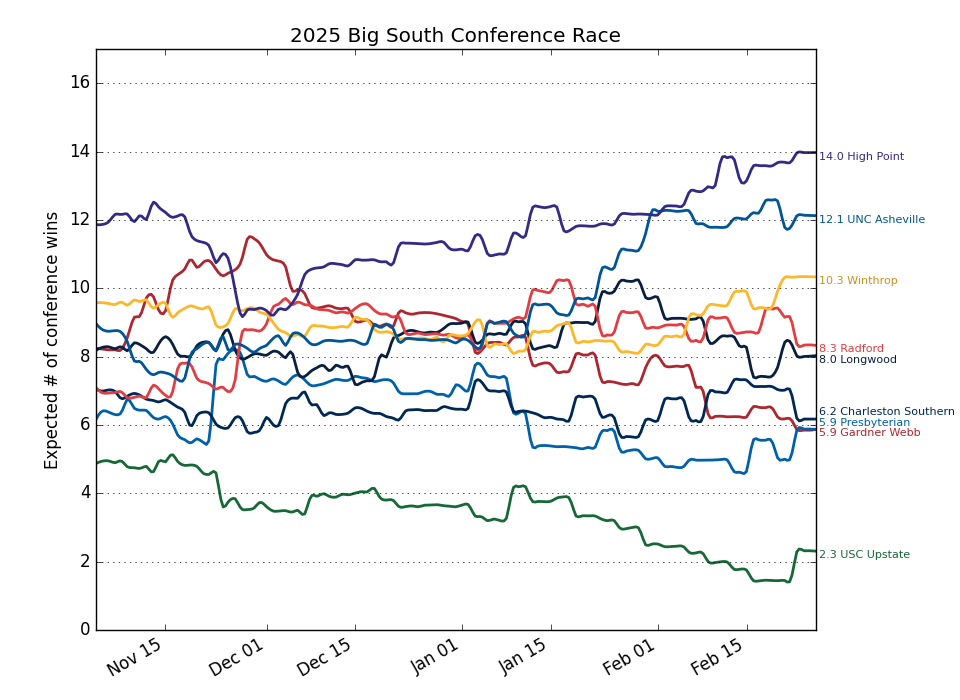 2025 Big South Conference Race
Expected # of conference wins
16
14
12
10
8
6
4
2
0
14.0 High Point
12.1 UNC Asheville
10.3 Winthrop
8.3 Radford
8.0 Longwood
6.2 Charleston Southern
5.9 Presbyterian
5.9 Gardner Webb
2.3 USC Upstate
Nov 15
Dec 01
Dec 15
Jan 01
Jan 15
Feb 01
Feb 15